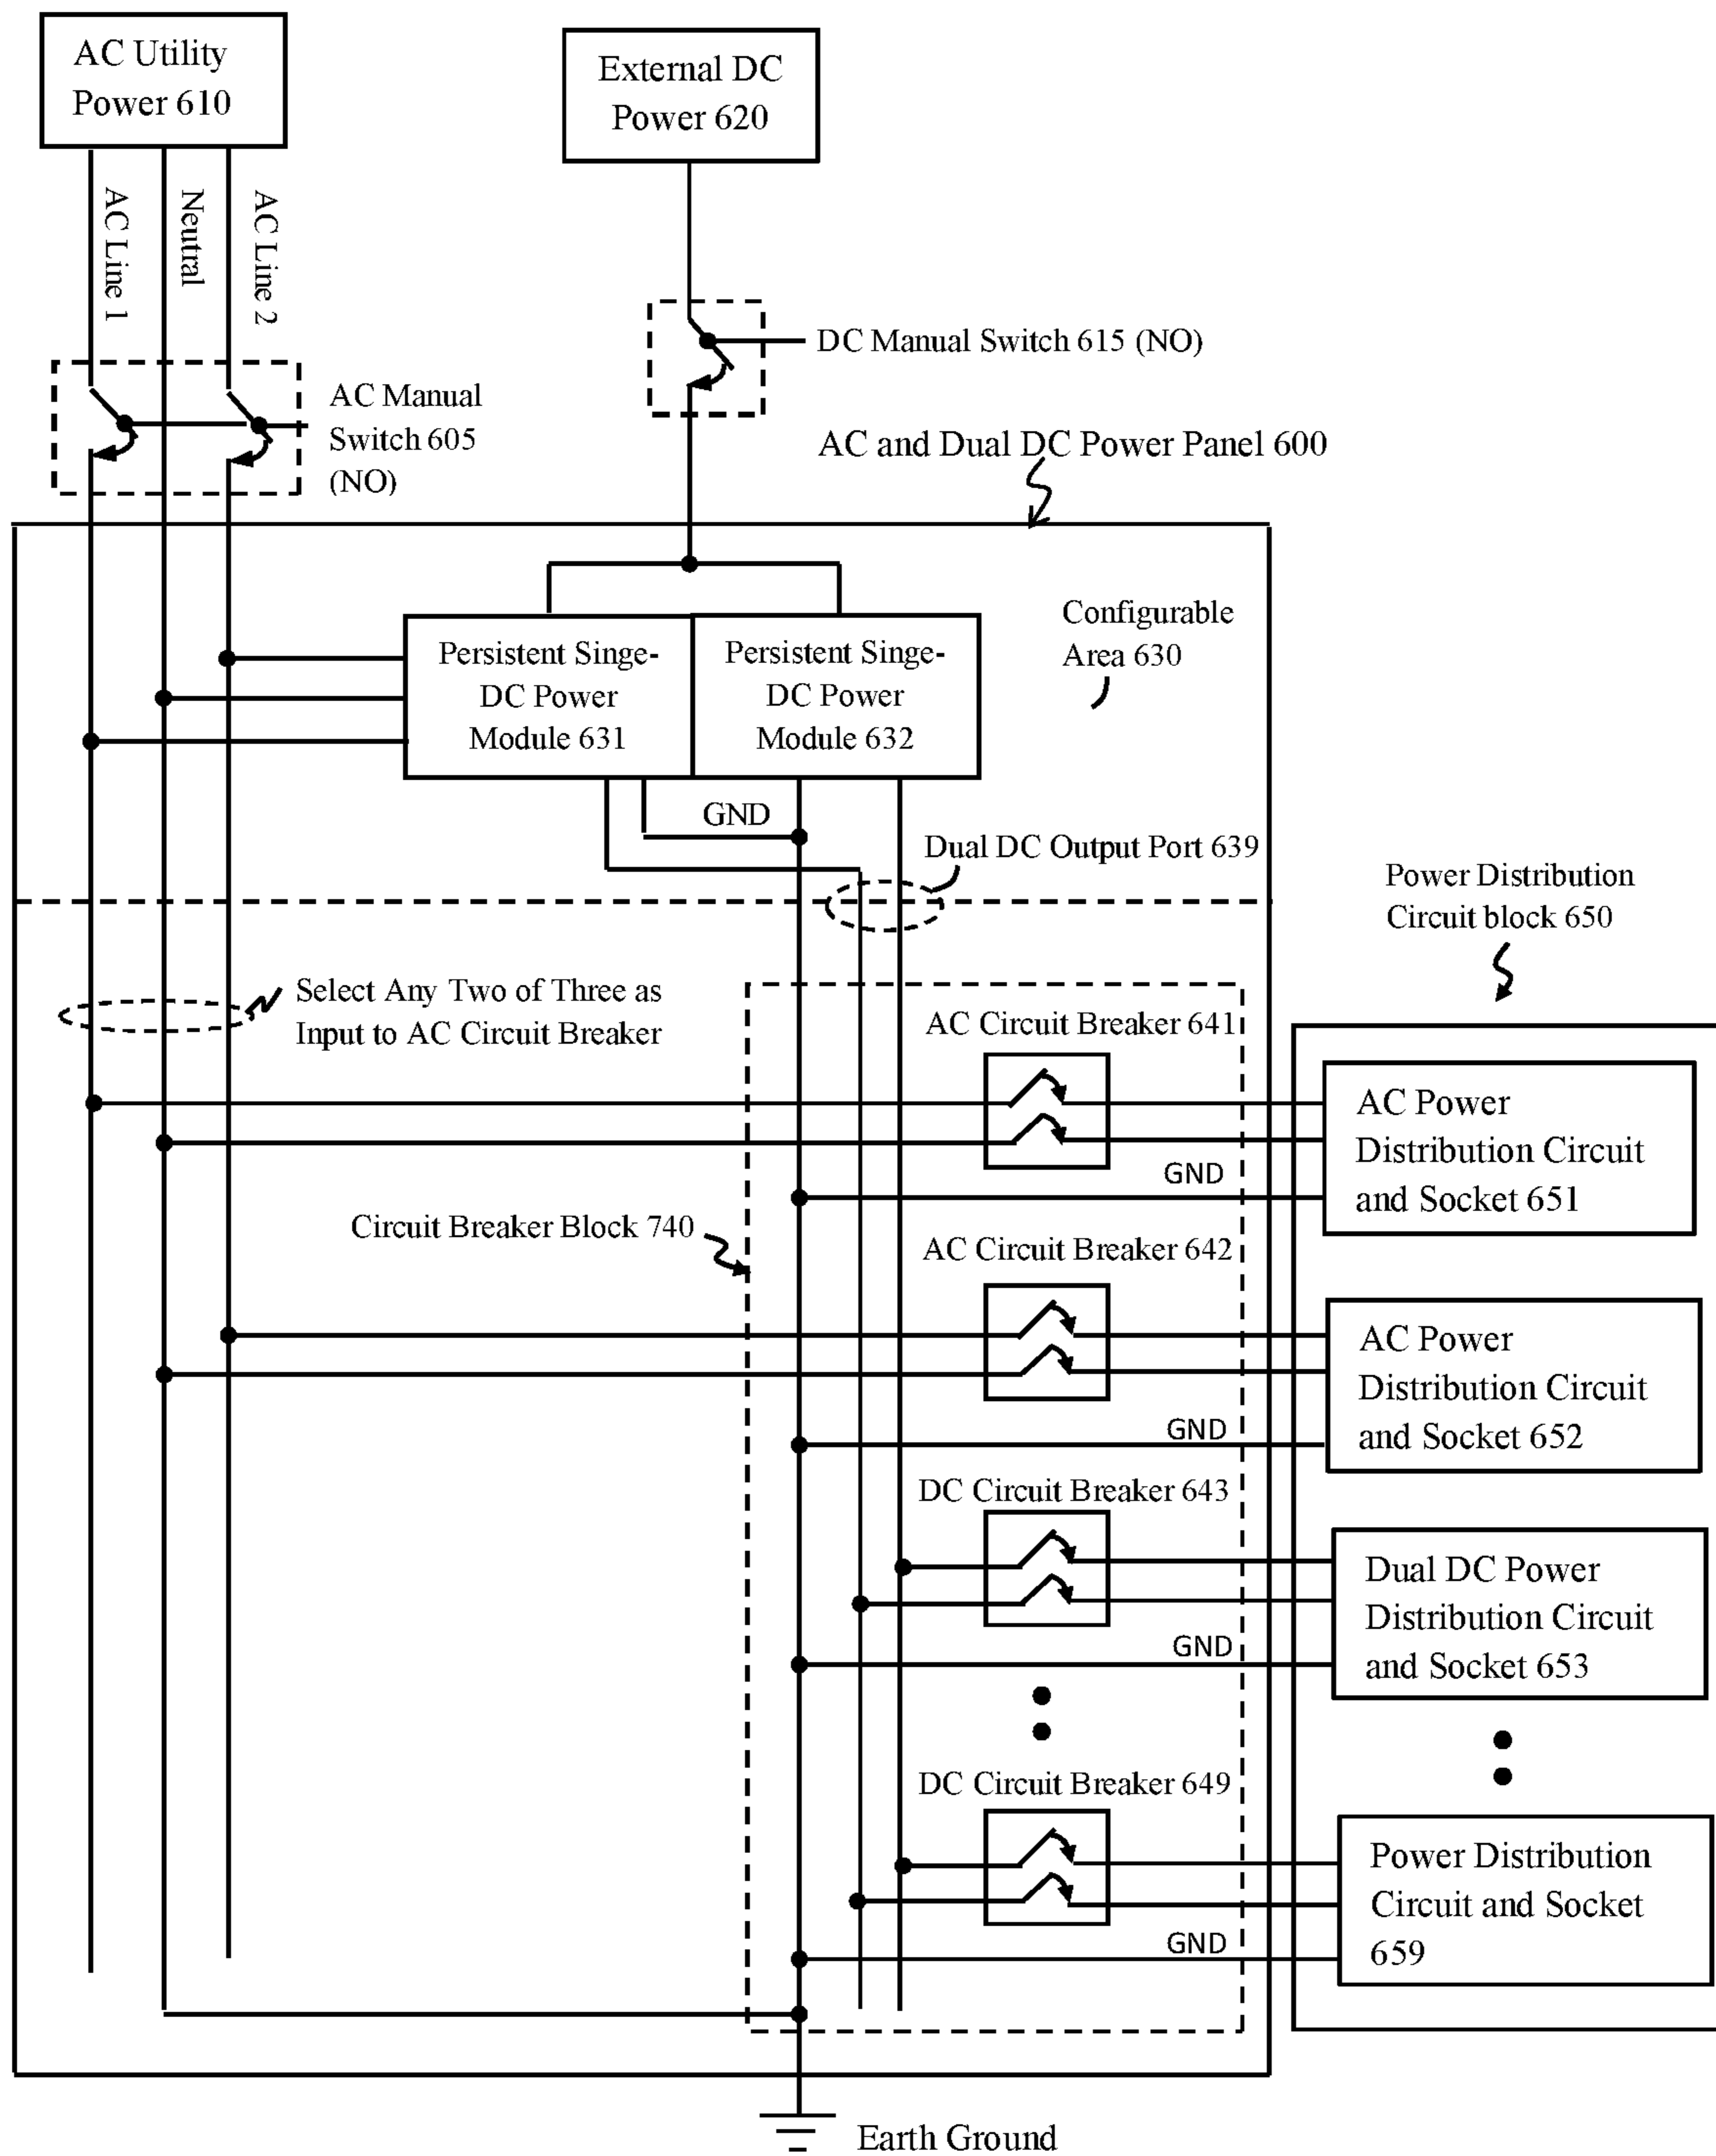 AC Utility
Power 610
External DC
Power 620
AC Line 1
Neutral
AC Line 2
DC Manual Switch 615 (NO)
AC Manual
Switch 605
(NO)
AC and Dual DC Power Panel 600
Configurable
Area 630
Persistent Singe-
DC Power
Module 631
Persistent Singe-
DC Power
Module 632
GND
Dual DC Output Port 639
Power Distribution
Circuit block 650
Select Any Two of Three as
Input to AC Circuit Breaker
AC Circuit Breaker 641
AC Power
Distribution Circuit
and Socket 651
GND
Circuit Breaker Block 740
AC Circuit Breaker 642
AC Power
Distribution Circuit
and Socket 652
GND
DC Circuit Breaker 643
Dual DC Power
Distribution Circuit
and Socket 653
GND
DC Circuit Breaker 649
Power Distribution
Circuit and Socket
659
GND
Earth Ground